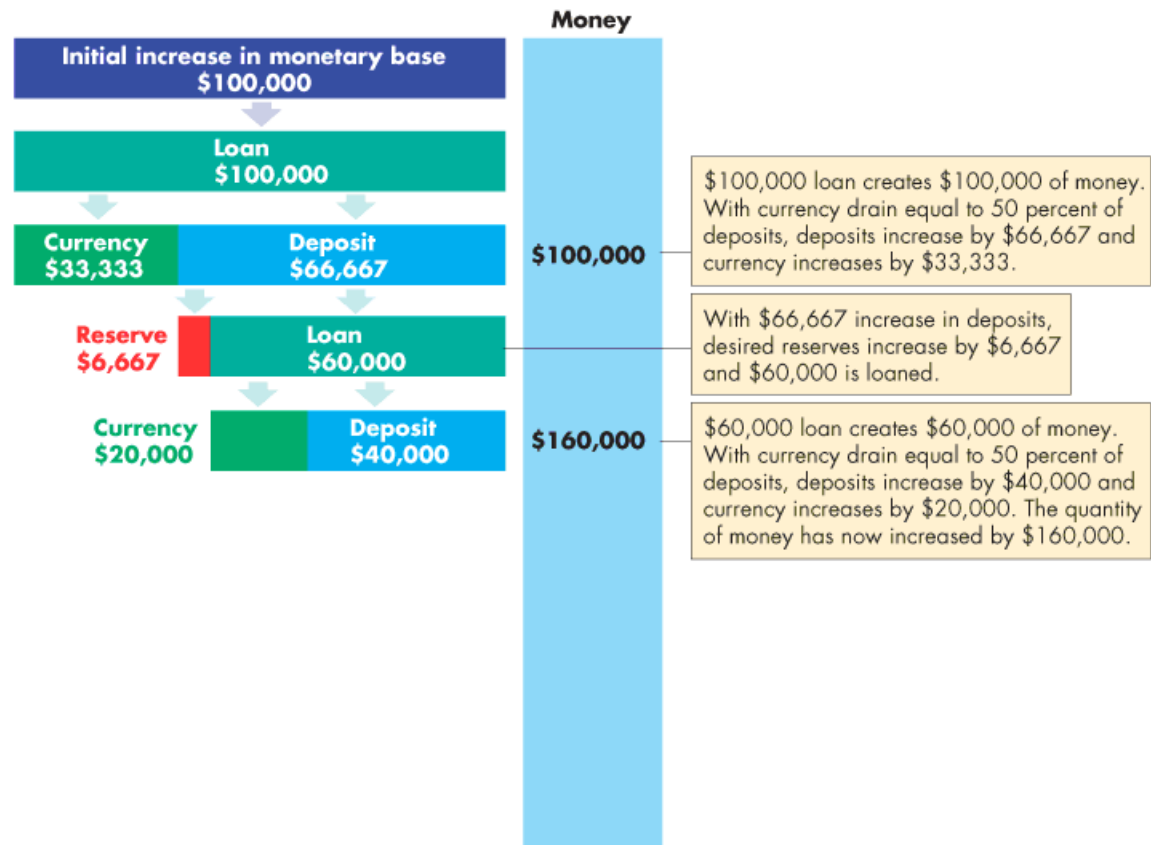 Money
Initial increase in monetary base
$100,000
Loan
$100,000
Currency
$33,333
Deposit
$66,667
$100,000
$100,000 loan creates $100,000 of money.
With currency drain equal to 50 percent of
deposits, deposits increase by $66,667 and
currency increases by $33,333.
Reserve
$6,667
Loan
$60,000
With $66,667 increase in deposits,
desired reserves increase by $6,667
and $60,000 is loaned.
Currency
$20,000
Deposit
$40,000
$160,000
$60,000 loan creates $60,000 of money.
With currency drain equal to 50 percent of
deposits, deposits increase by $40,000 and
currency increases by $20,000. The quantity
of money has now increased by $160,000.